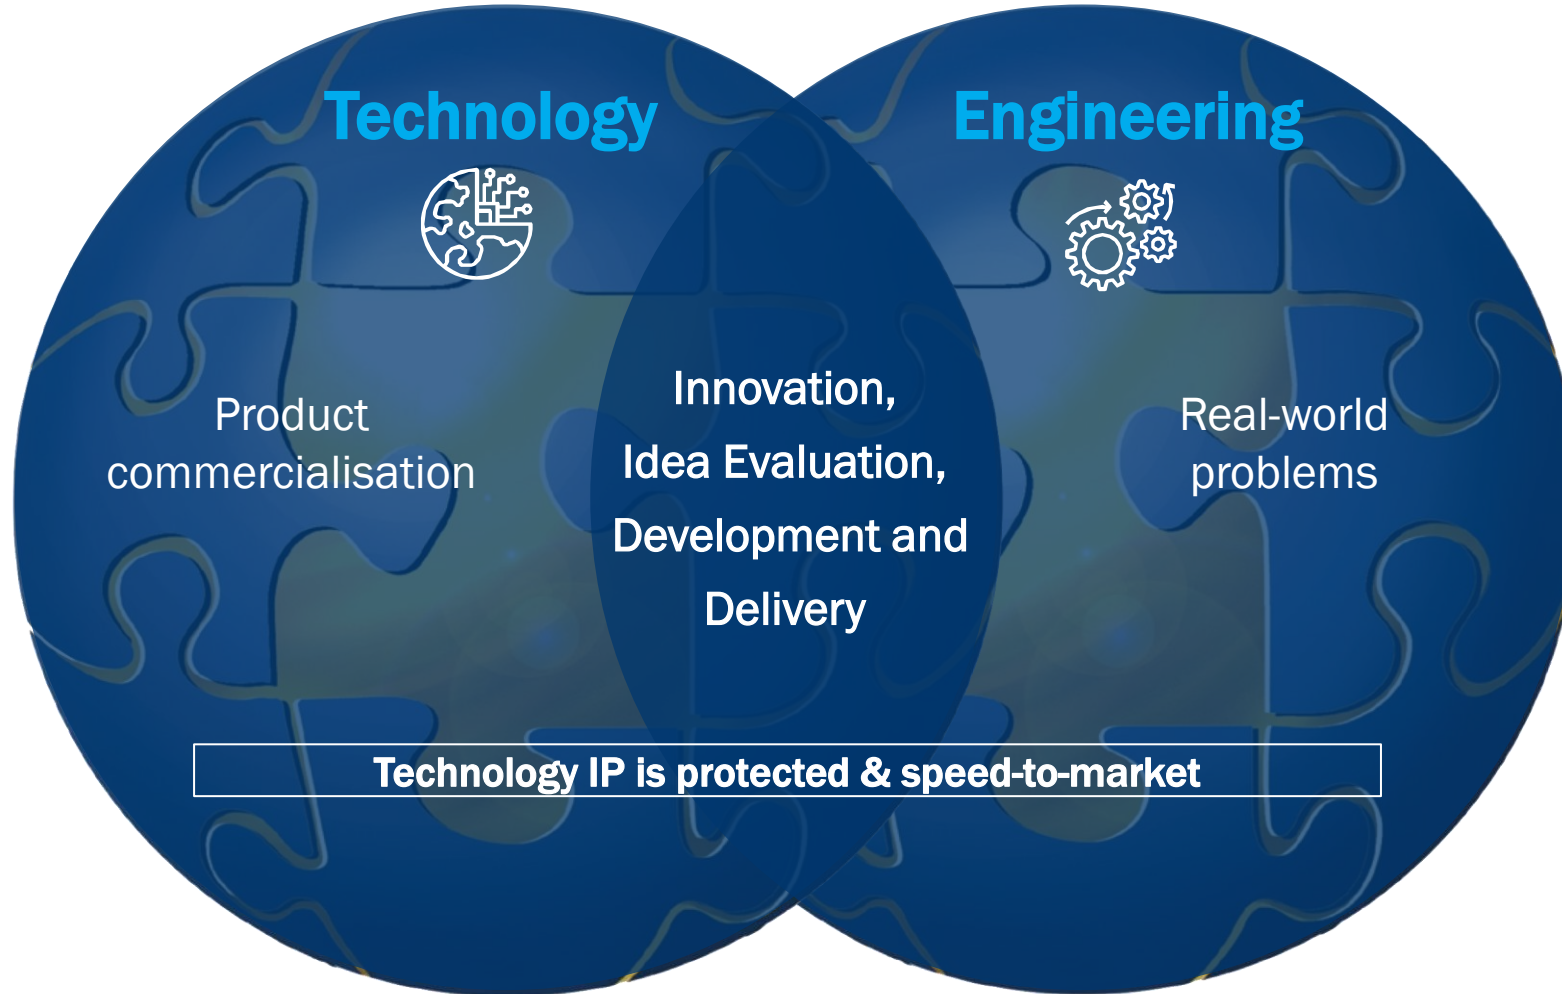 Technology
Engineering
Product
commercialisation
Innovation,
Idea Evaluation,
Development and
Delivery
Real-world
problems
Technology IP is protected & speed-to-market